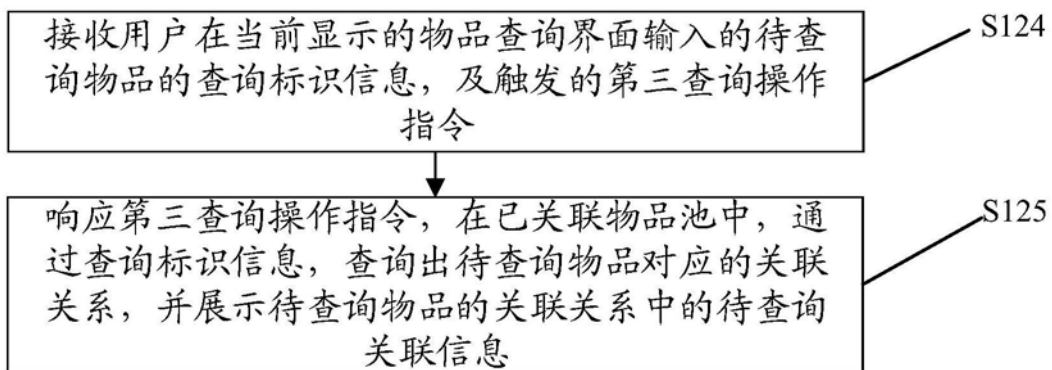 接收用户在当前显示的物品查询界面输入的待查
询物品的查询标识信息，及触发的第三查询操作
指令
S124
响应第三查询操作指令，在已关联物品池中，通
过查询标识信息，查询出待查询物品对应的关联
关系，并展示待查询物品的关联关系中的待查询
关联信息
S125